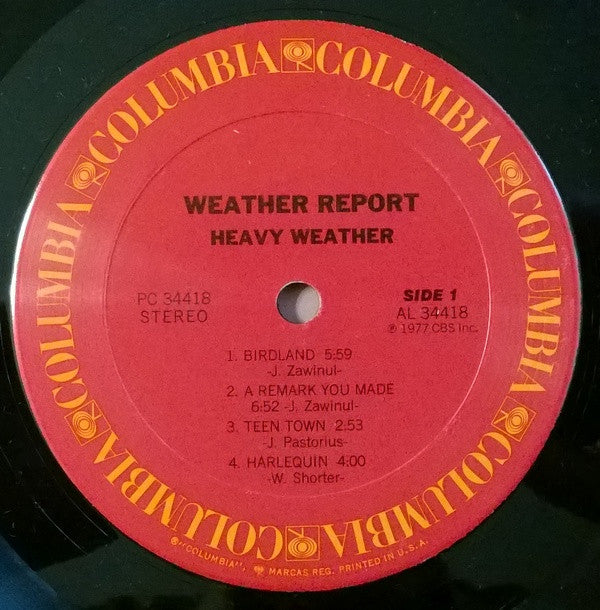 COLUMBIA COLUMBIA COLUMBIA COLUMBIA COLUMBIA COLUMBIA
WEATHER REPORT
HEAVY WEATHER
PC 34418
STEREO
SIDE 1
AL 34418
℗ 1977 CBS Inc.
1. BIRDLAND 5:59
-J. Zawinul-
2. A REMARK YOU MADE
6:52 -J. Zawinul-
3. TEEN TOWN 2.53
-J. Pastorius-
4. HARLEQUIN 4:00
-W. Shorter-
"COLUMBIA", MARCAS REG. PRINTED IN U.S.A.